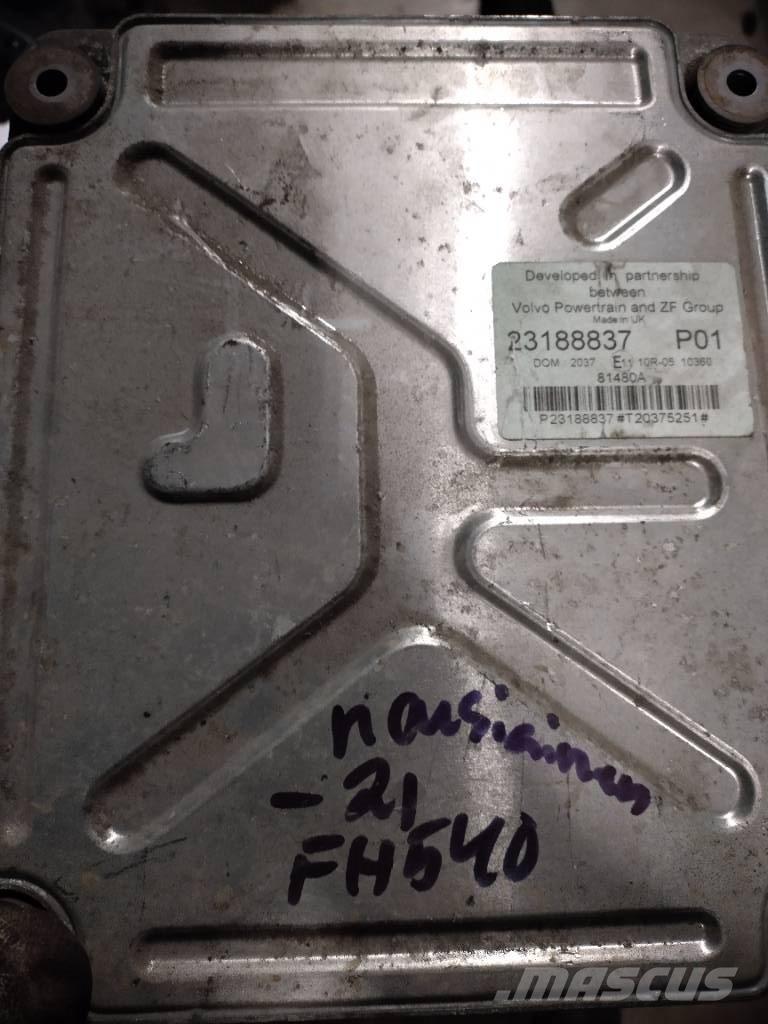 Developed in partnership
between
Volvo Powertrain and ZF Group
Made in UK
23188837 P01
DOM 2037 E11 10R-05 10360
81480A
P23188837#T20375251#
-21
FH540
MASCUS